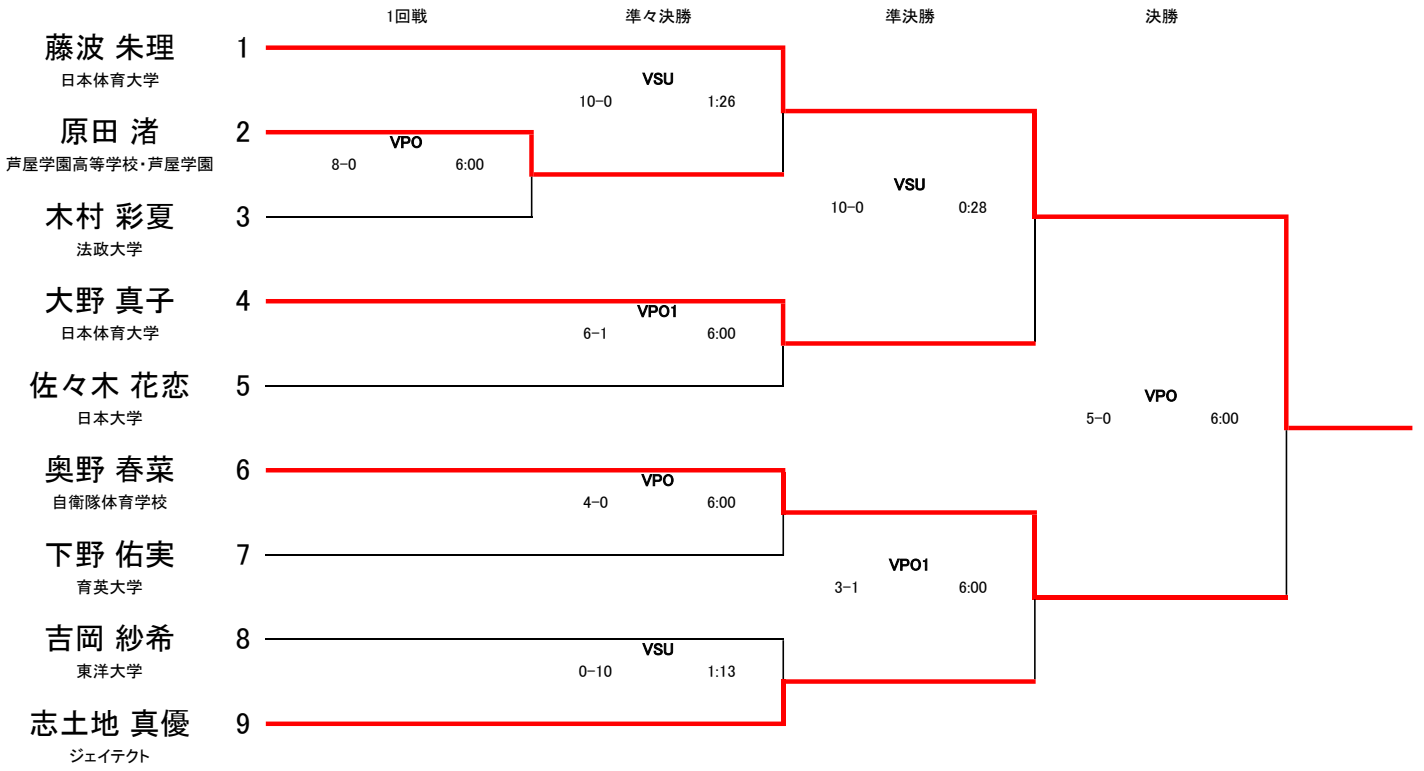 1回戦 準々決勝 準決勝 決勝
藤波 朱理 1
日本体育大学
VSU
10-0 1:26
原田 渚 2
芦屋学園高等学校・芦屋学園
VPO
8-0 6:00
VSU
10-0 0:28
木村 彩夏 3
法政大学
大野 真子 4
日本体育大学
VPO1
6-1 6:00
佐々木 花恋 5
日本大学
VPO
5-0 6:00
奥野 春菜 6
自衛隊体育学校
VPO
4-0 6:00
下野 佑実 7
育英大学
VPO1
3-1 6:00
吉岡 紗希 8
東洋大学
VSU
0-10 1:13
志土地 真優 9
ジェイテクト